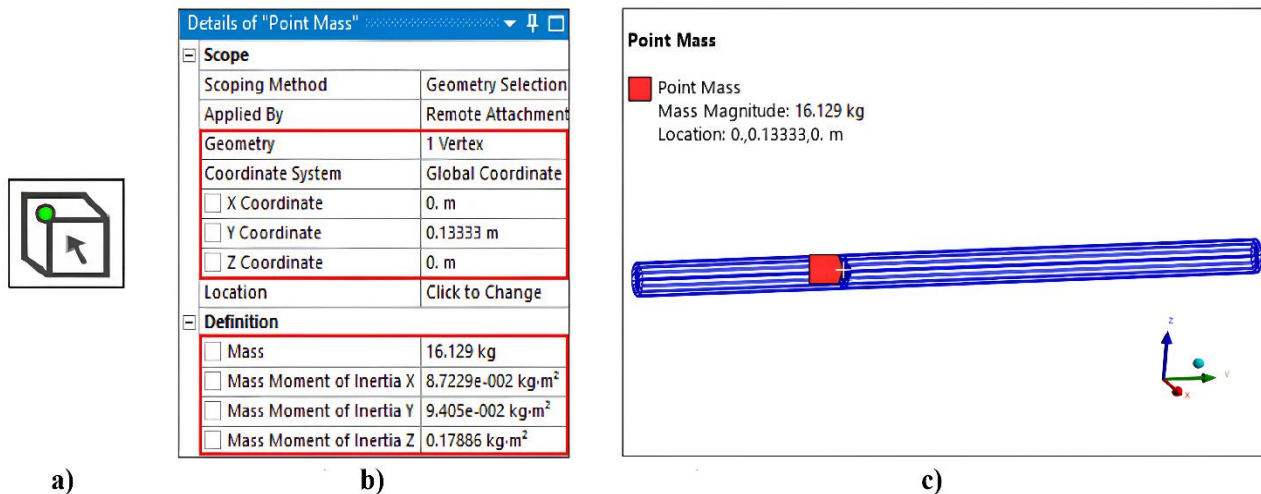 Details of "Point Mass"
Scope
Scoping Method Geometry Selection
Applied By Remote Attachment
Geometry 1 Vertex
Coordinate System Global Coordinate
X Coordinate 0. m
Y Coordinate 0.13333 m
Z Coordinate 0. m
Location Click to Change
Definition
Mass 16.129 kg
Mass Moment of Inertia X 8.7229e-002 kg·m²
Mass Moment of Inertia Y 9.405e-002 kg·m²
Mass Moment of Inertia Z 0.17886 kg·m²
Point Mass
Point Mass
Mass Magnitude: 16.129 kg
Location: 0.,0.13333,0. m
Z
Y
X
a) b) c)